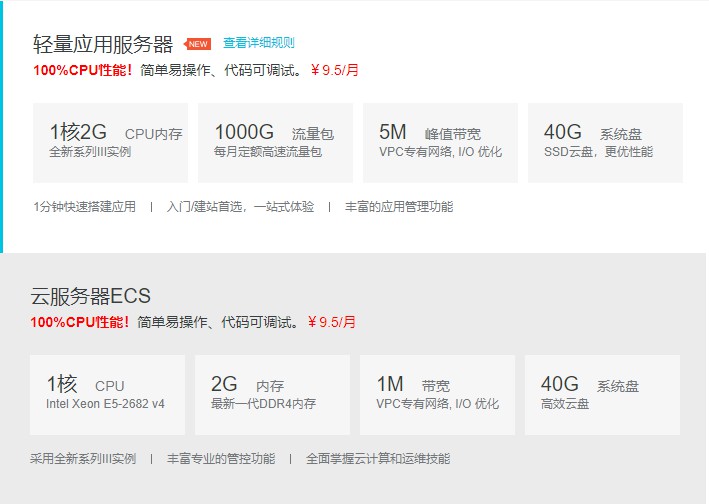 轻量应用服务器 NEW 查看详细规则
100%CPU性能！简单易操作、代码可调试。￥9.5/月
1核2G CPU内存
全新系列III实例
1000G 流量包
每月定额高速流量包
5M 峰值带宽
VPC专有网络, I/O 优化
40G 系统盘
SSD云盘，更优性能
1分钟快速搭建应用 | 入门/建站首选，一站式体验 | 丰富的应用管理功能
云服务器ECS
100%CPU性能！简单易操作、代码可调试。￥9.5/月
1核 CPU
Intel Xeon E5-2682 v4
2G 内存
最新一代DDR4内存
1M 带宽
VPC专有网络, I/O 优化
40G 系统盘
高效云盘
采用全新系列III实例 | 丰富专业的管控功能 | 全面掌握云计算和运维技能